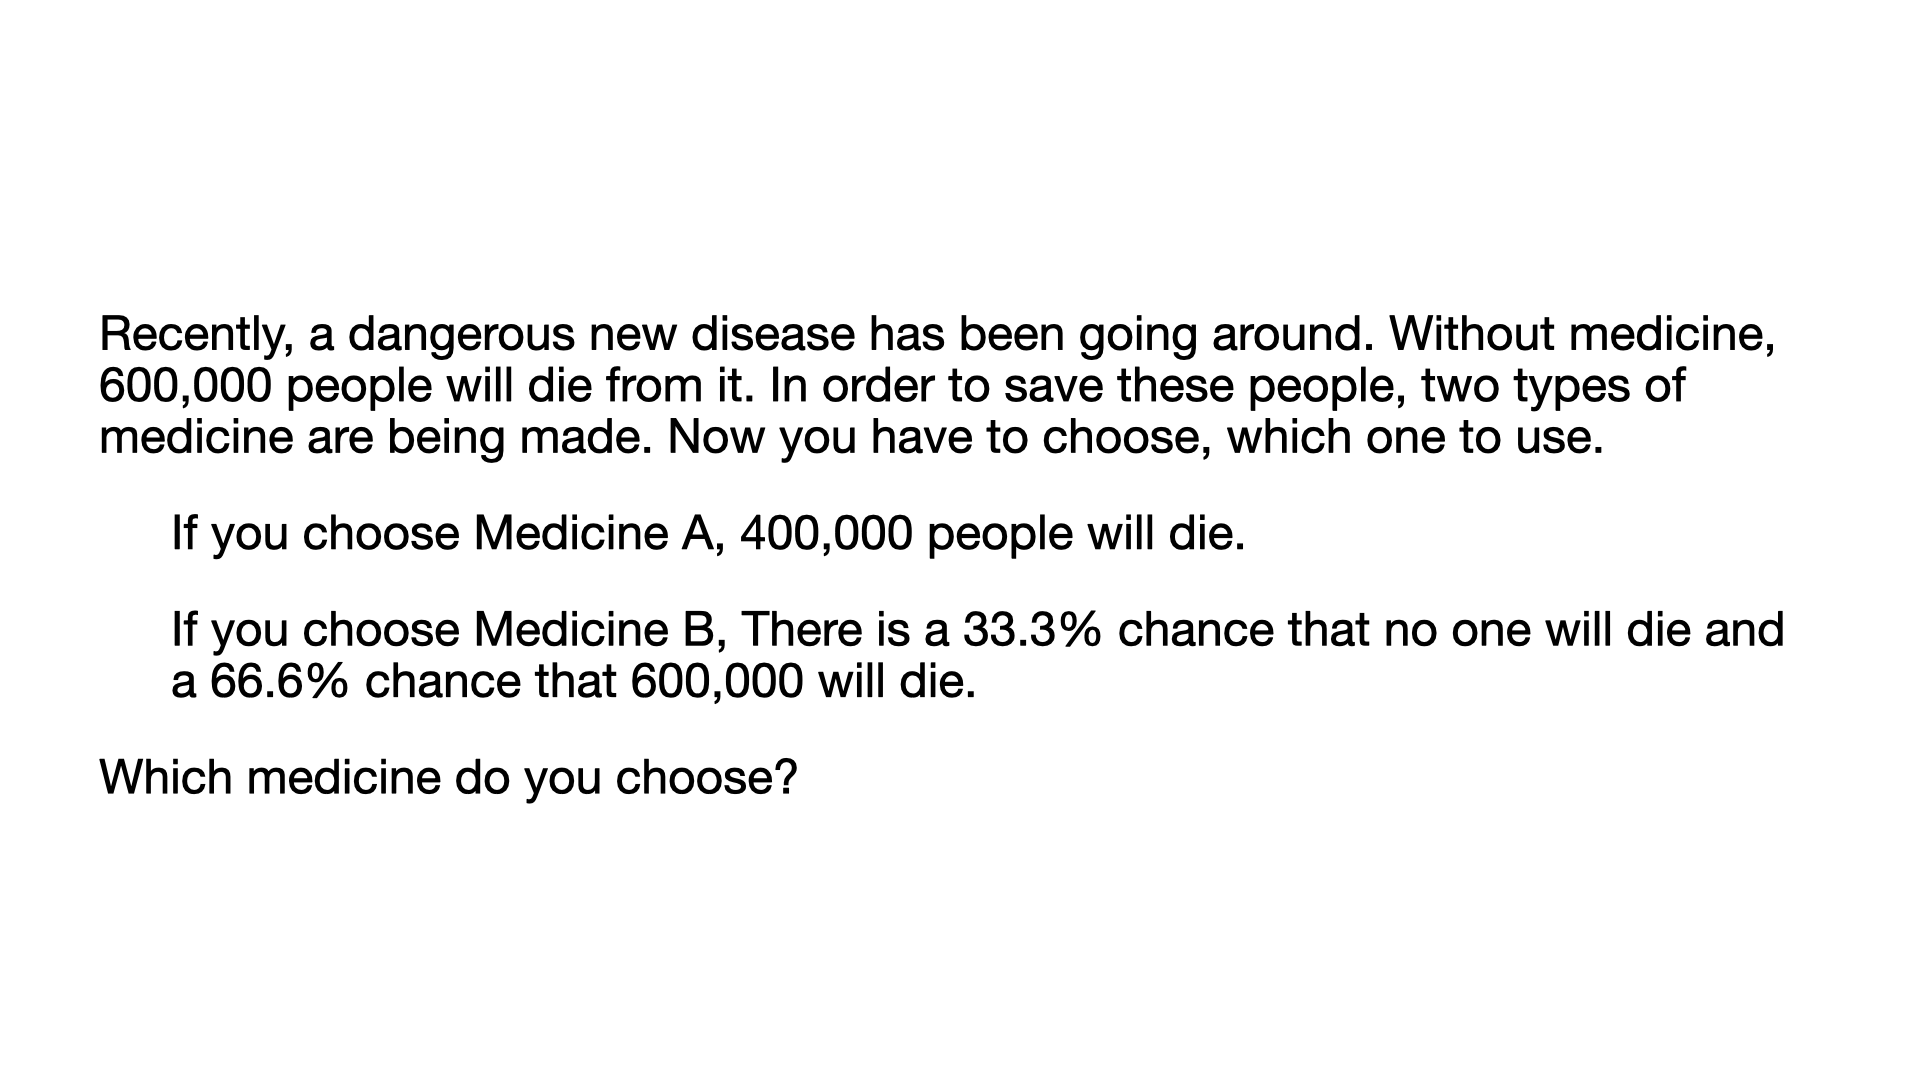 Recently, a dangerous new disease has been going around. Without medicine,
600,000 people will die from it. In order to save these people, two types of
medicine are being made. Now you have to choose, which one to use.
If you choose Medicine A, 400,000 people will die.
If you choose Medicine B, There is a 33.3% chance that no one will die and
a 66.6% chance that 600,000 will die.
Which medicine do you choose?